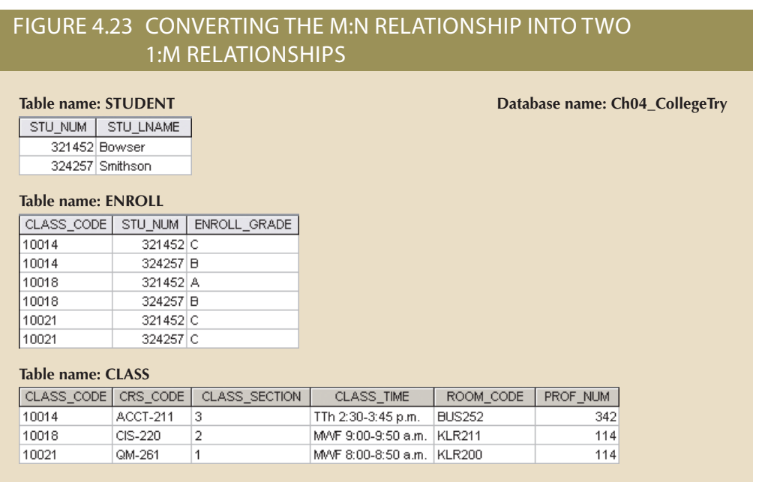 FIGURE 4.23 CONVERTING THE M:N RELATIONSHIP INTO TWO
1:M RELATIONSHIPS
Table name: STUDENT Database name: Ch04_CollegeTry
STU_NUM STU_LNAME
321452 Bowser
324257 Smithson
Table name: ENROLL
CLASS_CODE STU_NUM ENROLL_GRADE
10014 321452 C
10014 324257 B
10018 321452 A
10018 324257 B
10021 321452 C
10021 324257 C
Table name: CLASS
CLASS_CODE CRS_CODE CLASS_SECTION CLASS_TIME ROOM_CODE PROF_NUM
10014 ACCT-211 3 TTh 2:30-3:45 p.m. BUS252 342
10018 CIS-220 2 MWF 9:00-9:50 a.m. KLR211 114
10021 QM-261 1 MWF 8:00-8:50 a.m. KLR200 114